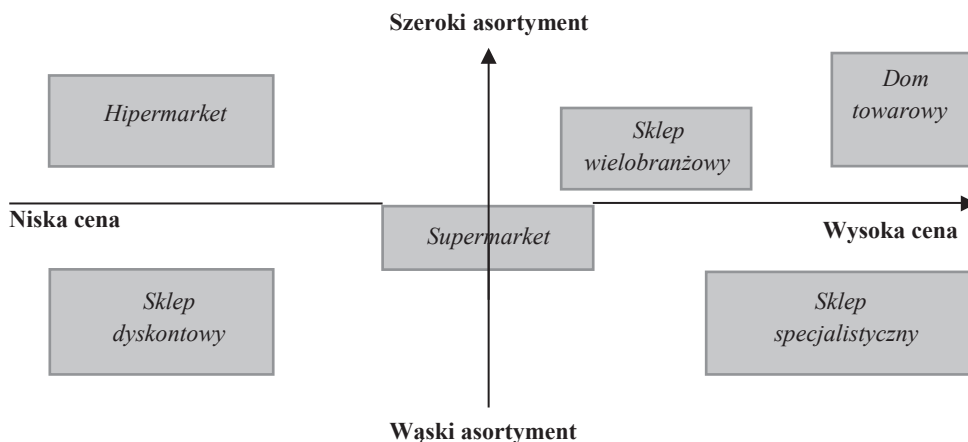 Szeroki asortyment
Hipermarket
Dom
towarowy
Sklep
wielobranżowy
Niska cena
Supermarket
Wysoka cena
Sklep
dyskontowy
Sklep
specjalistyczny
Wąski asortyment